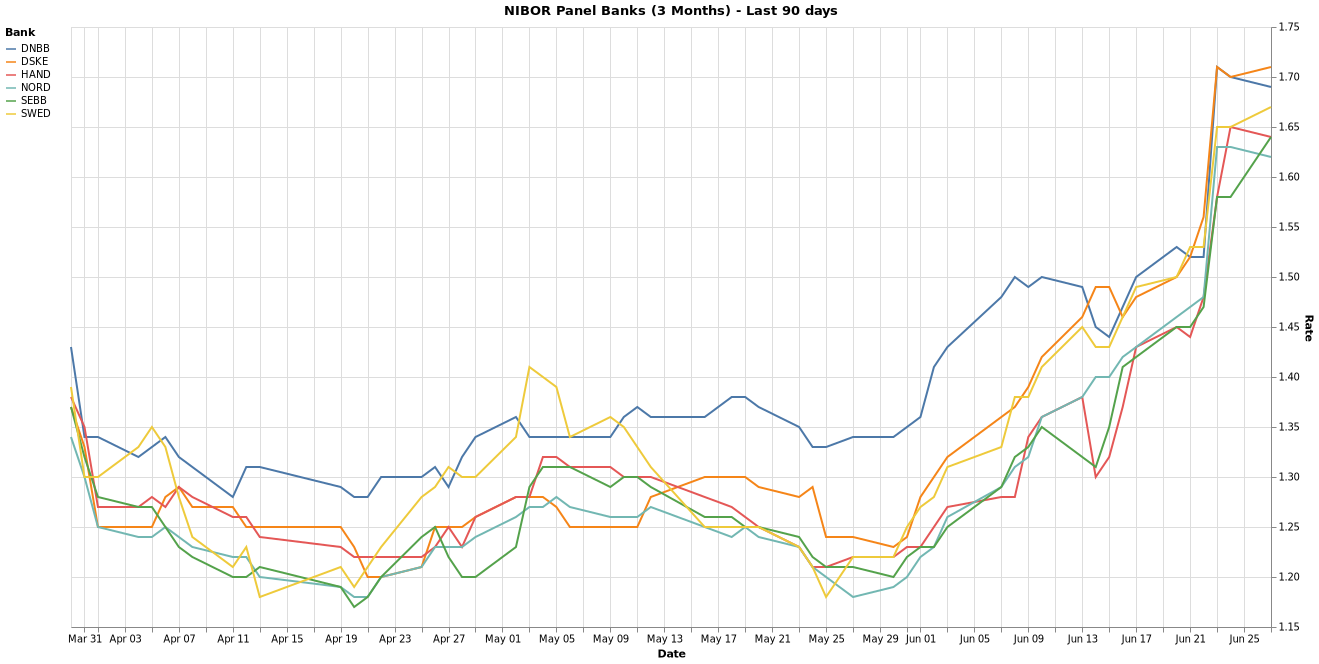 NIBOR Panel Banks (3 Months) - Last 90 days
Bank
DNBB
DSKE
HAND
NORD
SEBB
SWED
1.75
1.70
1.65
1.60
1.55
1.50
1.45
1.40
1.35
1.30
1.25
1.20
1.15
Rate
Mar 31 Apr 03 Apr 07 Apr 11 Apr 15 Apr 19 Apr 23 Apr 27 May 01 May 05 May 09 May 13 May 17 May 21 May 25 May 29 Jun 01 Jun 05 Jun 09 Jun 13 Jun 17 Jun 21 Jun 25
Date